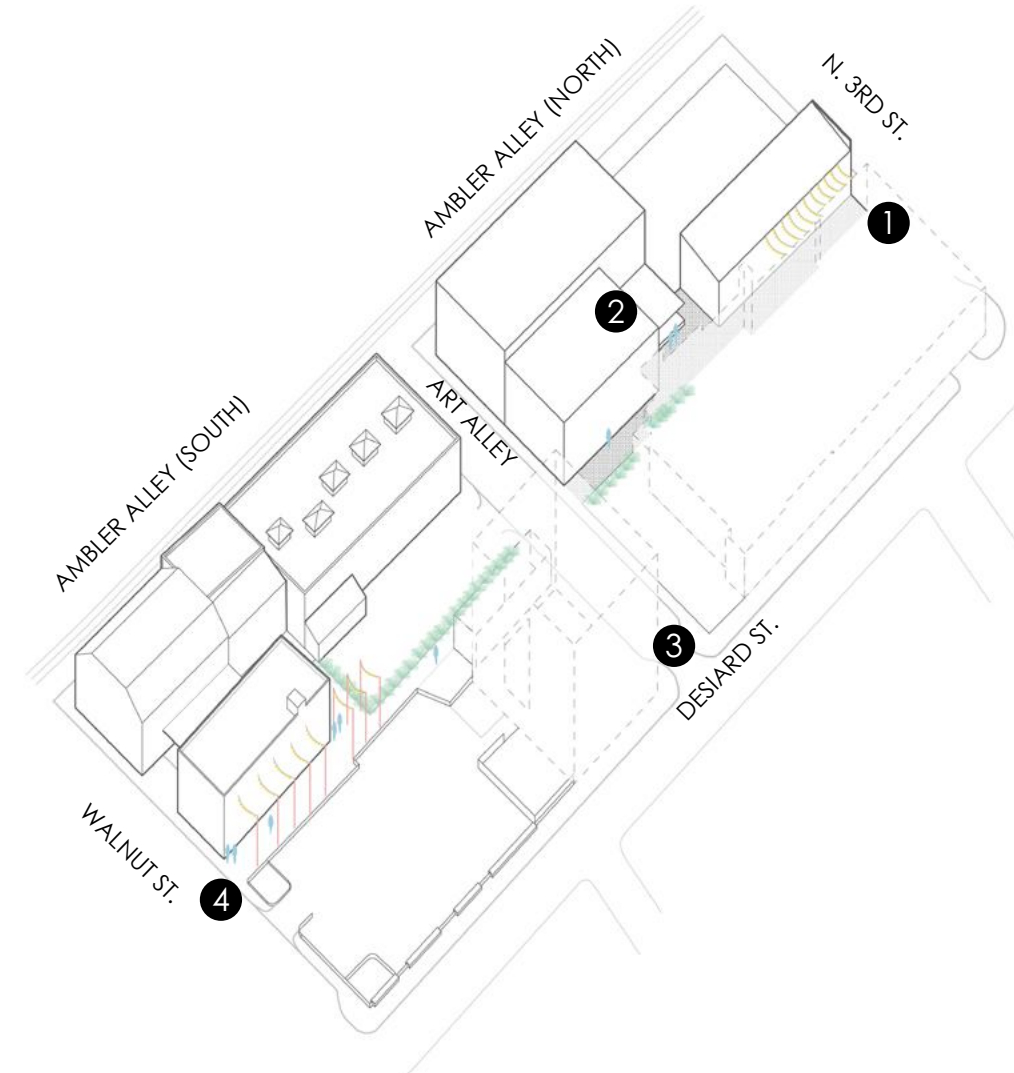 AMBLER ALLEY (NORTH)
N. 3RD ST.
1
2
ART ALLEY
AMBLER ALLEY (SOUTH)
3
DESIARD ST.
WALNUT ST.
4